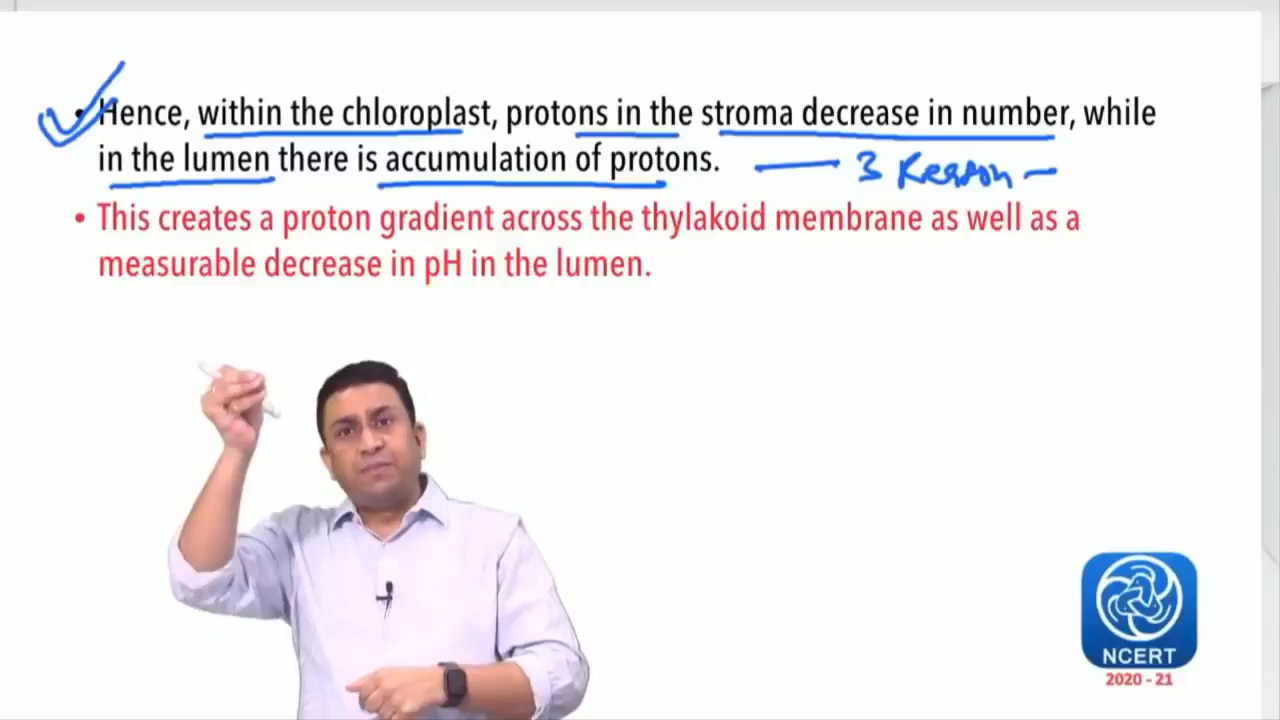 • Hence, within the chloroplast, protons in the stroma decrease in number, while
in the lumen there is accumulation of protons. — 3 Reason —
• This creates a proton gradient across the thylakoid membrane as well as a
measurable decrease in pH in the lumen.
NCERT
2020 - 21